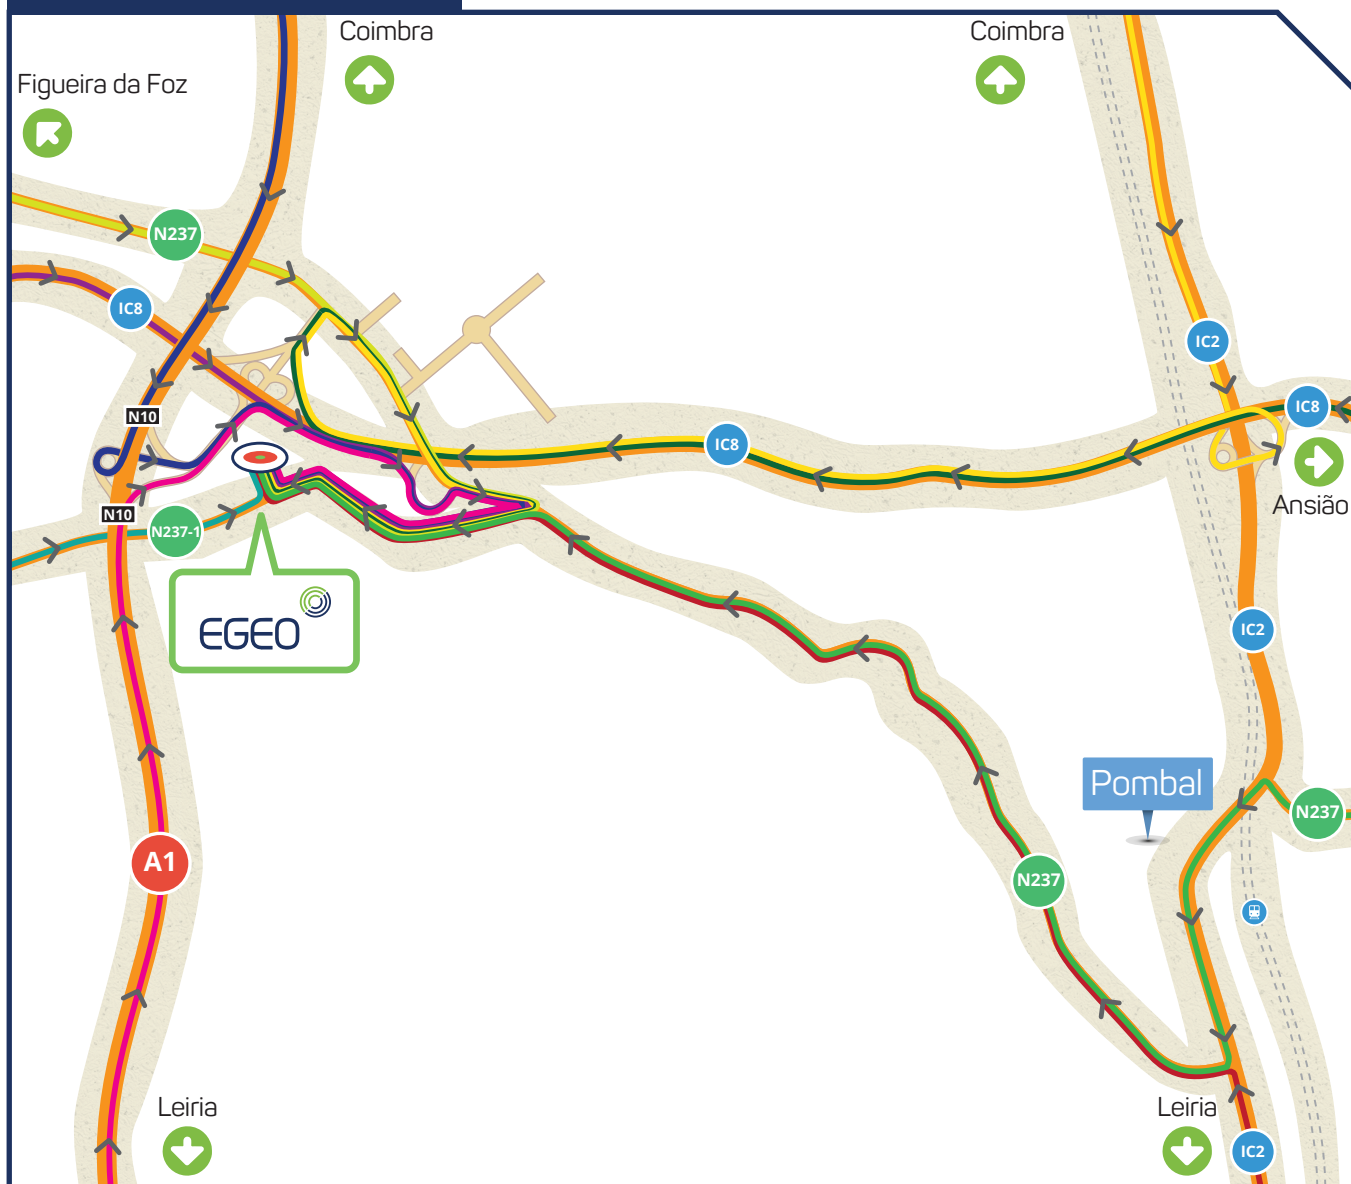 Coimbra
Coimbra
Figueira da Foz
N237
IC8
IC2
N10
IC8
IC8
Ansião
N10
N237-1
EGEO
IC2
Pombal
N237
A1
N237
Leiria
Leiria
IC2